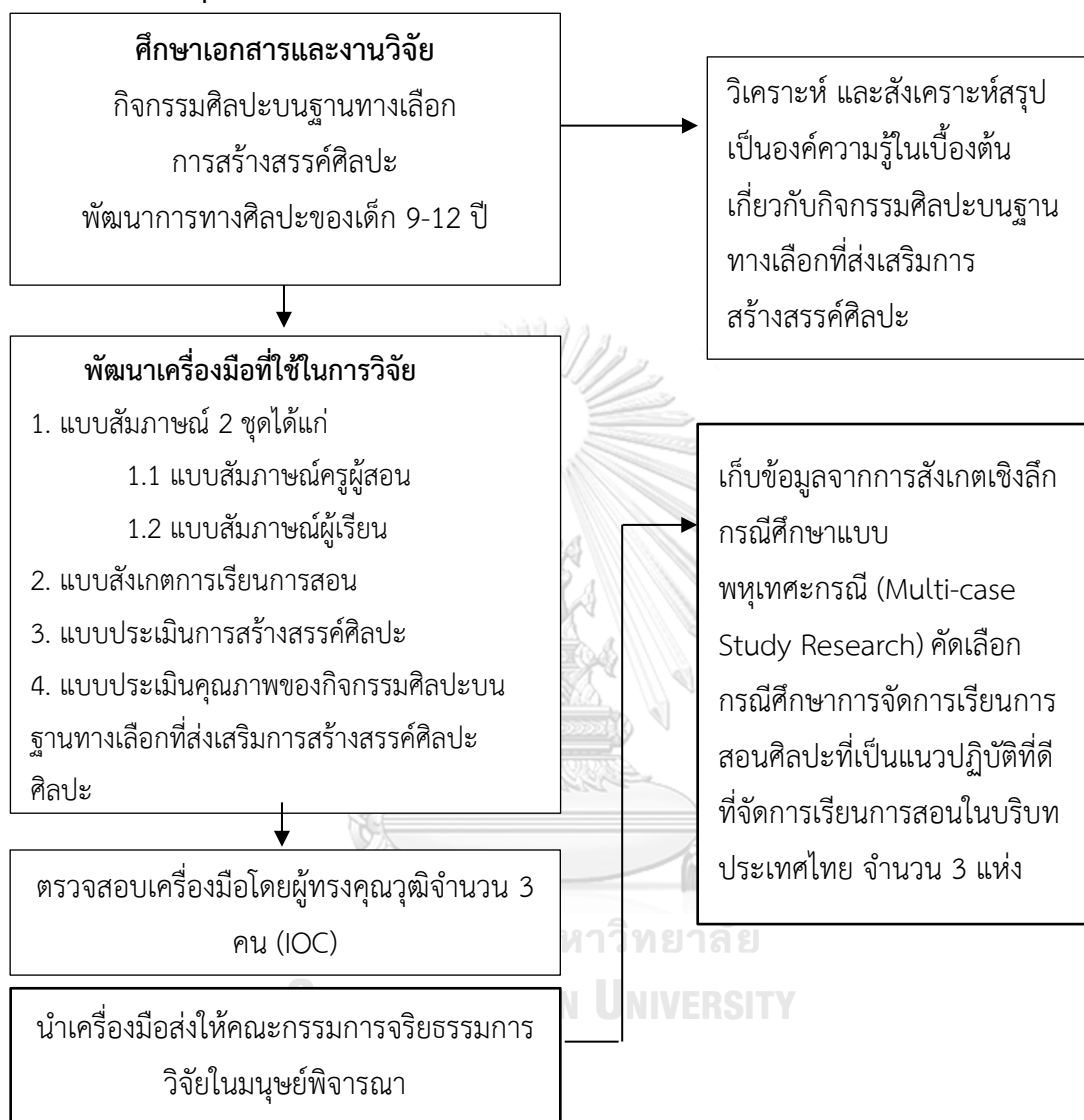 ศึกษาเอกสารและงานวิจัย
กิจกรรมศิลปะบนฐานทางเลือก
การสร้างสรรค์ศิลปะ
พัฒนาการทางศิลปะของเด็ก 9-12 ปี
วิเคราะห์ และสังเคราะห์สรุป
เป็นองค์ความรู้ในเบื้องต้น
เกี่ยวกับกิจกรรมศิลปะบนฐาน
ทางเลือกที่ส่งเสริมการ
สร้างสรรค์ศิลปะ
พัฒนาเครื่องมือที่ใช้ในการวิจัย
1. แบบสัมภาษณ์ 2 ชุดได้แก่
1.1 แบบสัมภาษณ์ครูผู้สอน
1.2 แบบสัมภาษณ์ผู้เรียน
2. แบบสังเกตการเรียนการสอน
3. แบบประเมินการสร้างสรรค์ศิลปะ
4. แบบประเมินคุณภาพของกิจกรรมศิลปะบน
ฐานทางเลือกที่ส่งเสริมการสร้างสรรค์ศิลปะ
ศิลปะ
เก็บข้อมูลจากการสังเกตเชิงลึก
กรณีศึกษาแบบ
พหุเทศะกรณี (Multi-case
Study Research) คัดเลือก
กรณีศึกษาการจัดการเรียนการ
สอนศิลปะที่เป็นแนวปฏิบัติที่ดี
ที่จัดการเรียนการสอนในบริบท
ประเทศไทย จำนวน 3 แห่ง
ตรวจสอบเครื่องมือโดยผู้ทรงคุณวุฒิจำนวน 3
คน (IOC)
หาวิทยาลัย
N UNIVERSITY
นำเครื่องมือส่งให้คณะกรรมการจริยธรรมการ
วิจัยในมนุษย์พิจารณา